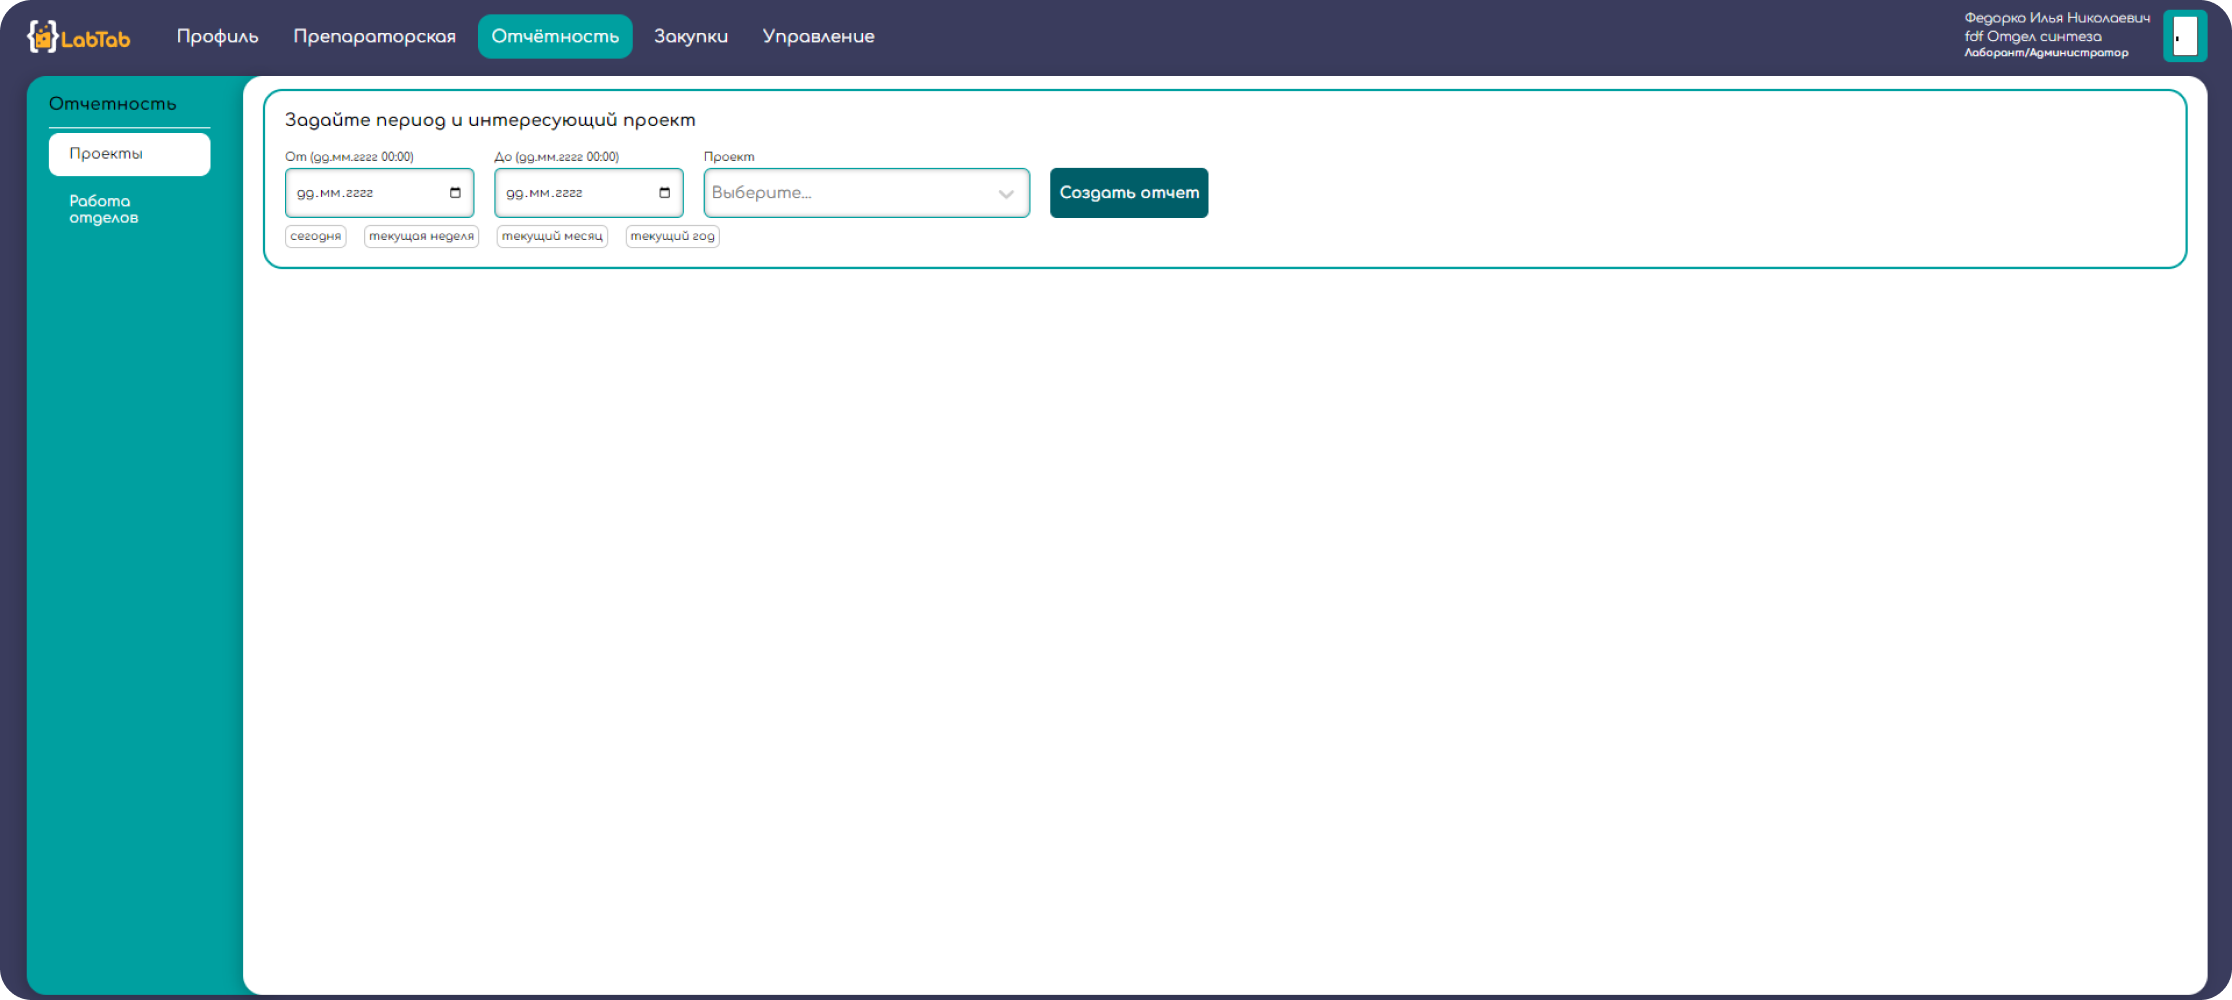 LabTab
Профиль
Препараторская
Отчётность
Закупки
Управление
Федорко Илья Николаевич
fdf Отдел синтеза
Лаборант/Администратор
Отчетность
Проекты
Работа
отделов
Задайте период и интересующий проект
От (дд.мм.гггг 00:00)
До (дд.мм.гггг 00:00)
Проект
дд.мм.гггг
дд.мм.гггг
Выберите...
Создать отчет
сегодня
текущая неделя
текущий месяц
текущий год